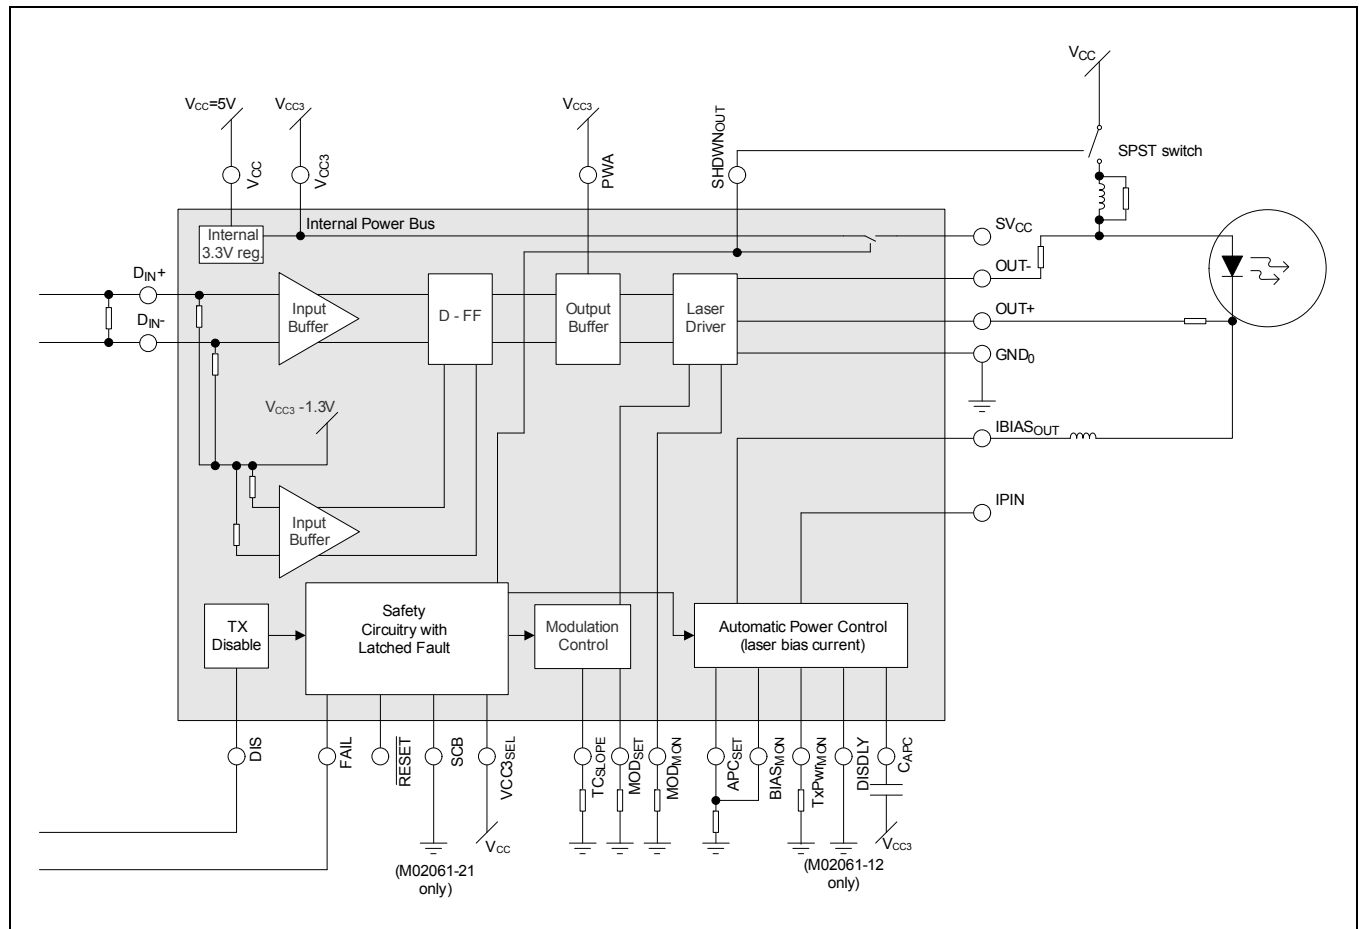 VCC
VCC=5V
VCC3
VCC3
SHDWNOUT
SPST switch
VCC
VCC3
PWA
Internal Power Bus
SVCC
Internal
3.3V reg.
OUT-
DIN+
Input
Buffer
D - FF
Output
Buffer
Laser
Driver
OUT+
DIN-
GND0
VCC3 -1.3V
IBIASOUT
IPIN
Input
Buffer
TX
Disable
Safety
Circuitry with
Latched Fault
Modulation
Control
Automatic Power Control
(laser bias current)
DIS
FAIL
RESET
SCB
VCC3SEL
TCSLOPE
MODSET
MODMON
APCSET
BIASMON
TxPwrMON
DISDLY
CAPC
VCC
VCC3
(M02061-21
only)
(M02061-12
only)